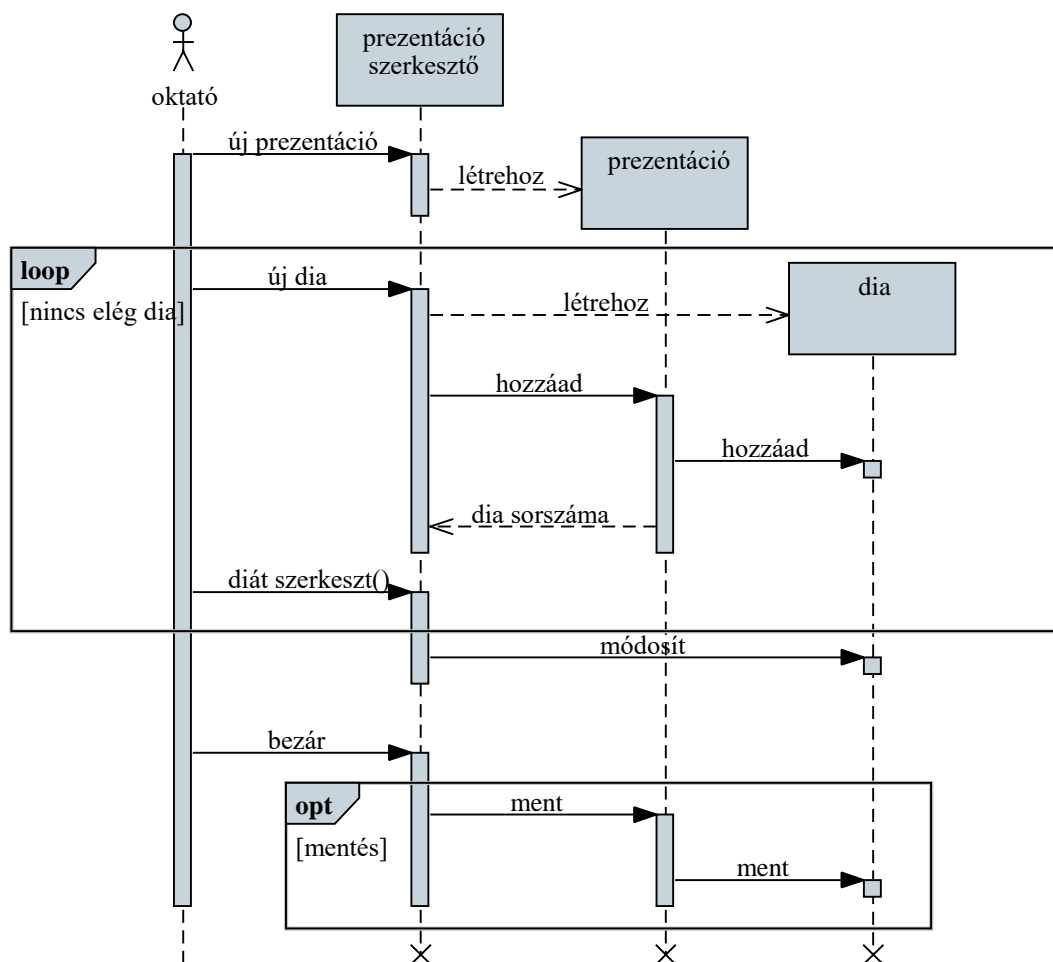 prezentáció
szerkesztő
oktató
új prezentáció
létrehoz
prezentáció
loop
[nincs elég dia]
új dia
létrehoz
dia
hozzáad
hozzáad
dia sorszáma
diát szerkeszt()
módosít
bezár
opt
[mentés]
ment
ment